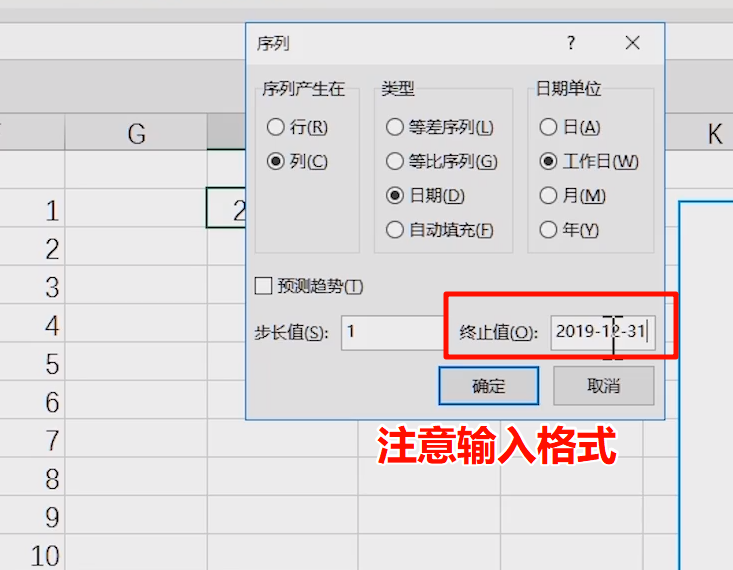 序列 ?
序列产生在 类型 日期单位
行(R) 等差序列(L) 日(A)
列(C) 等比序列(G) 工作日(W)
日期(D) 月(M)
自动填充(F) 年(Y)
预测趋势(T)
步长值(S): 1 终止值(O): 2019-12-31
确定 取消
注意输入格式
G K
1 2
2
3
4
5
6
7
8
9
10